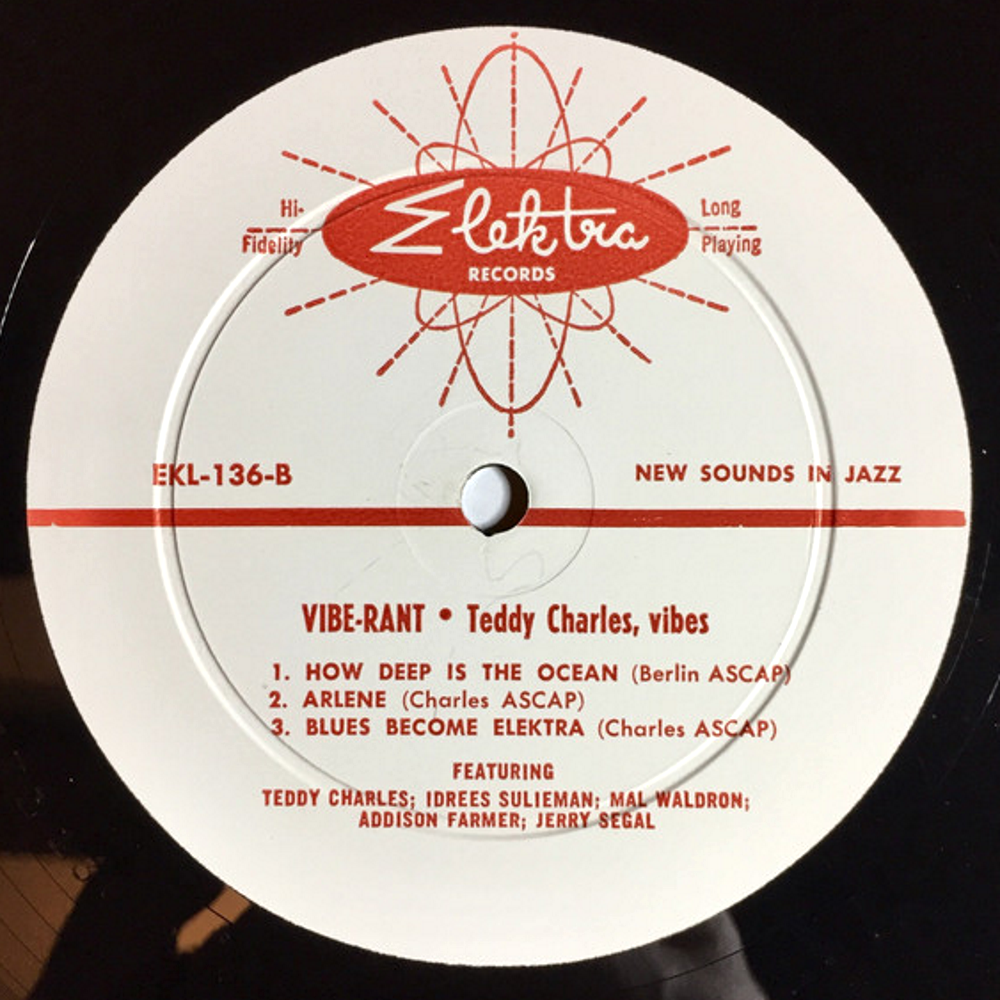 Elektra
RECORDS
Hi-
Fidelity
Long
Playing
EKL-136-B
NEW SOUNDS IN JAZZ
VIBE-RANT • Teddy Charles, vibes
1. HOW DEEP IS THE OCEAN (Berlin ASCAP)
2. ARLENE (Charles ASCAP)
3. BLUES BECOME ELEKTRA (Charles ASCAP)
FEATURING
TEDDY CHARLES; IDREES SULIEMAN; MAL WALDRON;
ADDISON FARMER; JERRY SEGAL